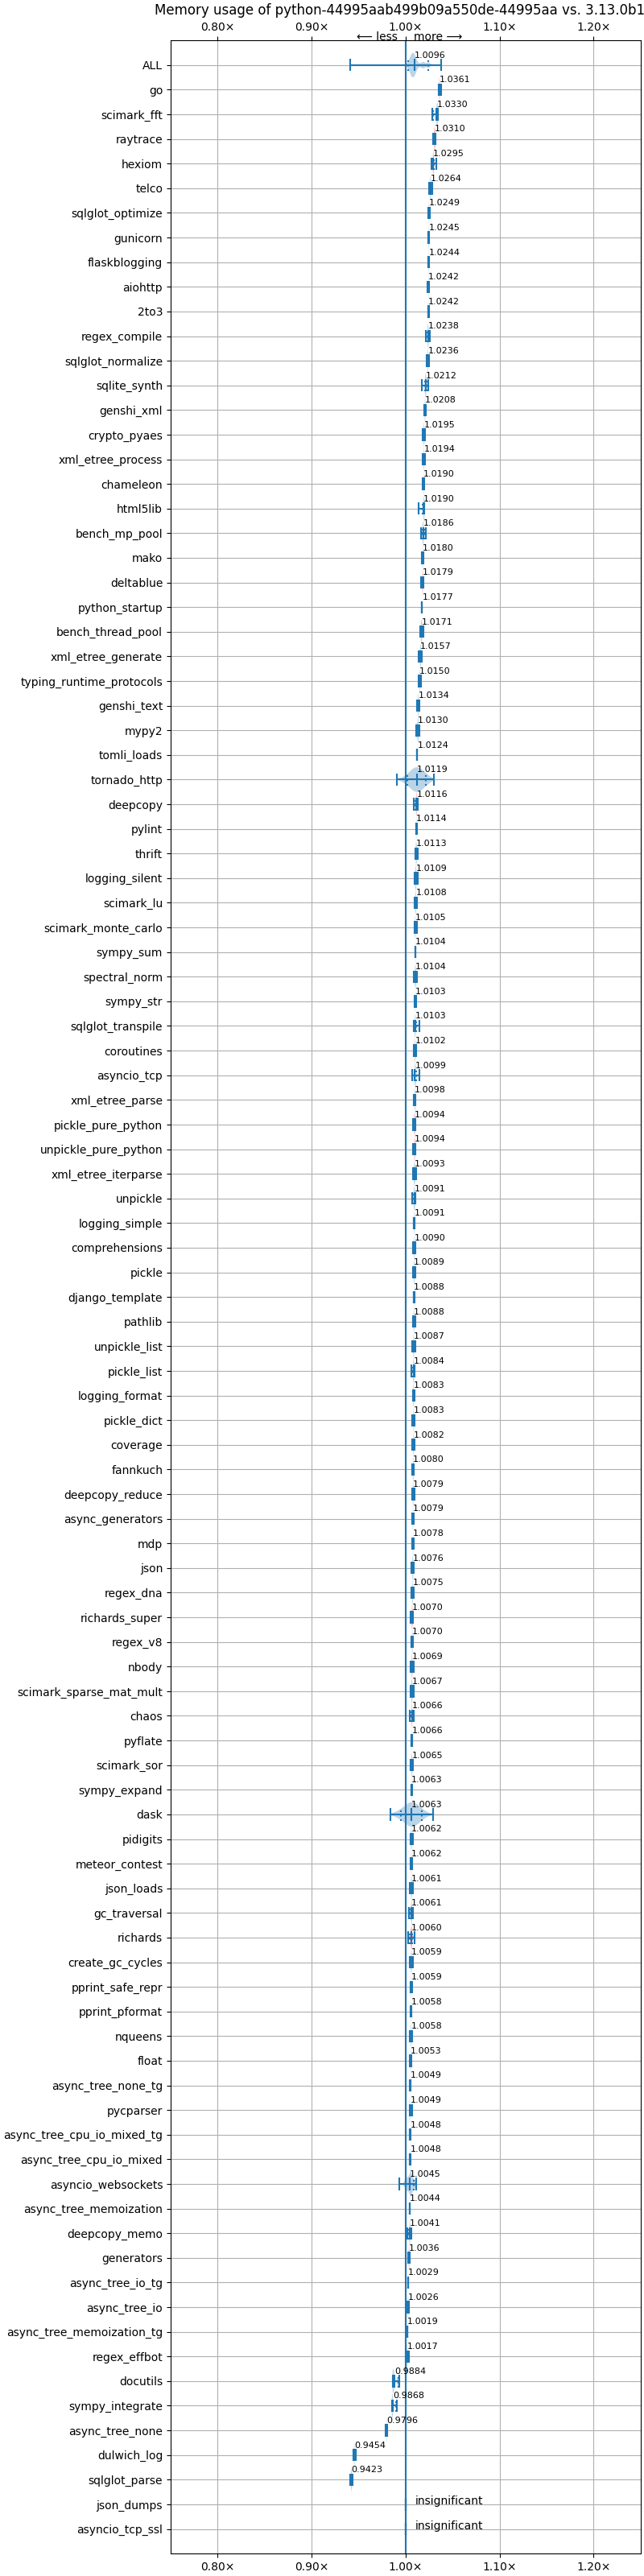 Memory usage of python-44995aab499b09a550de-44995aa vs. 3.13.0b1
0.80× 0.90× 1.00× 1.10× 1.20×
⟵ less more ⟶
ALL 1.0096
go 1.0361
scimark_fft 1.0330
raytrace 1.0310
hexiom 1.0295
telco 1.0264
sqlglot_optimize 1.0249
gunicorn 1.0245
flaskblogging 1.0244
aiohttp 1.0242
2to3 1.0242
regex_compile 1.0238
sqlglot_normalize 1.0236
sqlite_synth 1.0212
genshi_xml 1.0208
crypto_pyaes 1.0195
xml_etree_process 1.0194
chameleon 1.0190
html5lib 1.0190
bench_mp_pool 1.0186
mako 1.0180
deltablue 1.0179
python_startup 1.0177
bench_thread_pool 1.0171
xml_etree_generate 1.0157
typing_runtime_protocols 1.0150
genshi_text 1.0134
mypy2 1.0130
tomli_loads 1.0124
tornado_http 1.0119
deepcopy 1.0116
pylint 1.0114
thrift 1.0113
logging_silent 1.0109
scimark_lu 1.0108
scimark_monte_carlo 1.0105
sympy_sum 1.0104
spectral_norm 1.0104
sympy_str 1.0103
sqlglot_transpile 1.0103
coroutines 1.0102
asyncio_tcp 1.0099
xml_etree_parse 1.0098
pickle_pure_python 1.0094
unpickle_pure_python 1.0094
xml_etree_iterparse 1.0093
unpickle 1.0091
logging_simple 1.0091
comprehensions 1.0090
pickle 1.0089
django_template 1.0088
pathlib 1.0088
unpickle_list 1.0087
pickle_list 1.0084
logging_format 1.0083
pickle_dict 1.0083
coverage 1.0082
fannkuch 1.0080
deepcopy_reduce 1.0079
async_generators 1.0079
mdp 1.0078
json 1.0076
regex_dna 1.0075
richards_super 1.0070
regex_v8 1.0070
nbody 1.0069
scimark_sparse_mat_mult 1.0067
chaos 1.0066
pyflate 1.0066
scimark_sor 1.0065
sympy_expand 1.0063
dask 1.0063
pidigits 1.0062
meteor_contest 1.0062
json_loads 1.0061
gc_traversal 1.0061
richards 1.0060
create_gc_cycles 1.0059
pprint_safe_repr 1.0059
pprint_pformat 1.0058
nqueens 1.0058
float 1.0053
async_tree_none_tg 1.0049
pycparser 1.0049
async_tree_cpu_io_mixed_tg 1.0048
async_tree_cpu_io_mixed 1.0048
asyncio_websockets 1.0045
async_tree_memoization 1.0044
deepcopy_memo 1.0041
generators 1.0036
async_tree_io_tg 1.0029
async_tree_io 1.0026
async_tree_memoization_tg 1.0019
regex_effbot 1.0017
docutils 0.9884
sympy_integrate 0.9868
async_tree_none 0.9796
dulwich_log 0.9454
sqlglot_parse 0.9423
json_dumps insignificant
asyncio_tcp_ssl insignificant
0.80× 0.90× 1.00× 1.10× 1.20×